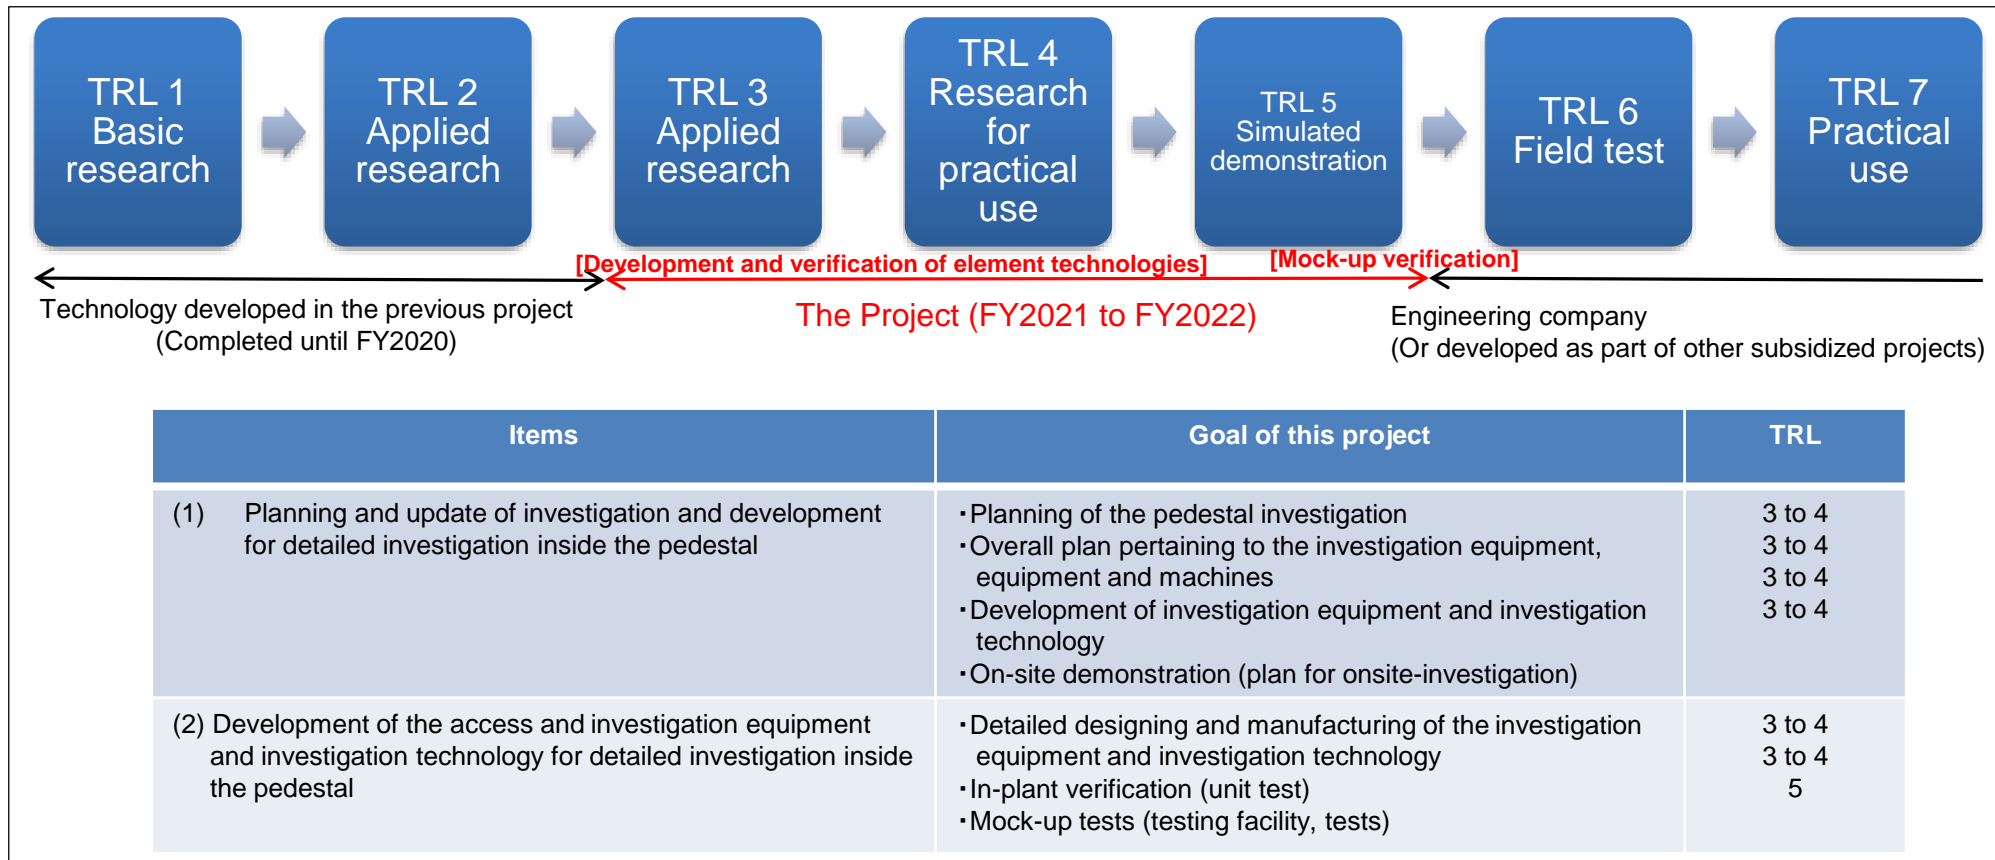 TRL 1
Basic
research
TRL 2
Applied
research
TRL 3
Applied
research
TRL 4
Research
for
practical
use
TRL 5
Simulated
demonstration
TRL 6
Field test
TRL 7
Practical
use
[Development and verification of element technologies]
[Mock-up verification]
Technology developed in the previous project
(Completed until FY2020)
The Project (FY2021 to FY2022)
Engineering company
(Or developed as part of other subsidized projects)
Items
Goal of this project
TRL
(1) Planning and update of investigation and development
for detailed investigation inside the pedestal
・Planning of the pedestal investigation
・Overall plan pertaining to the investigation equipment,
equipment and machines
・Development of investigation equipment and investigation
technology
・On-site demonstration (plan for onsite-investigation)
3 to 4
3 to 4
3 to 4
3 to 4
(2) Development of the access and investigation equipment
and investigation technology for detailed investigation inside
the pedestal
・Detailed designing and manufacturing of the investigation
equipment and investigation technology
・In-plant verification (unit test)
・Mock-up tests (testing facility, tests)
3 to 4
3 to 4
5